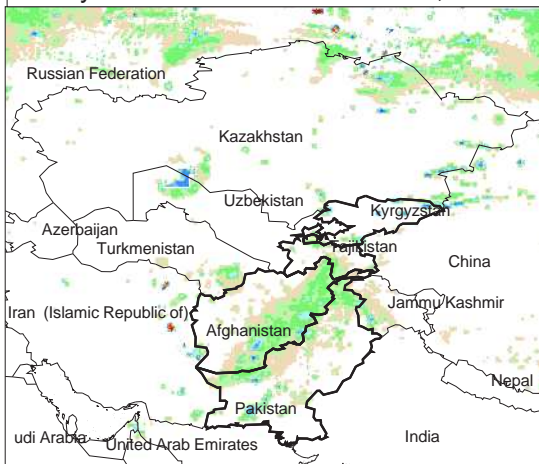 Russian Federation
Kazakhstan
Uzbekistan
Kyrgyzstan
Azerbaijan
Turkmenistan
Tajikistan
China
Iran (Islamic Republic of)
Jammu Kashmir
Afghanistan
Nepal
Pakistan
udi Arabia
United Arab Emirates
India